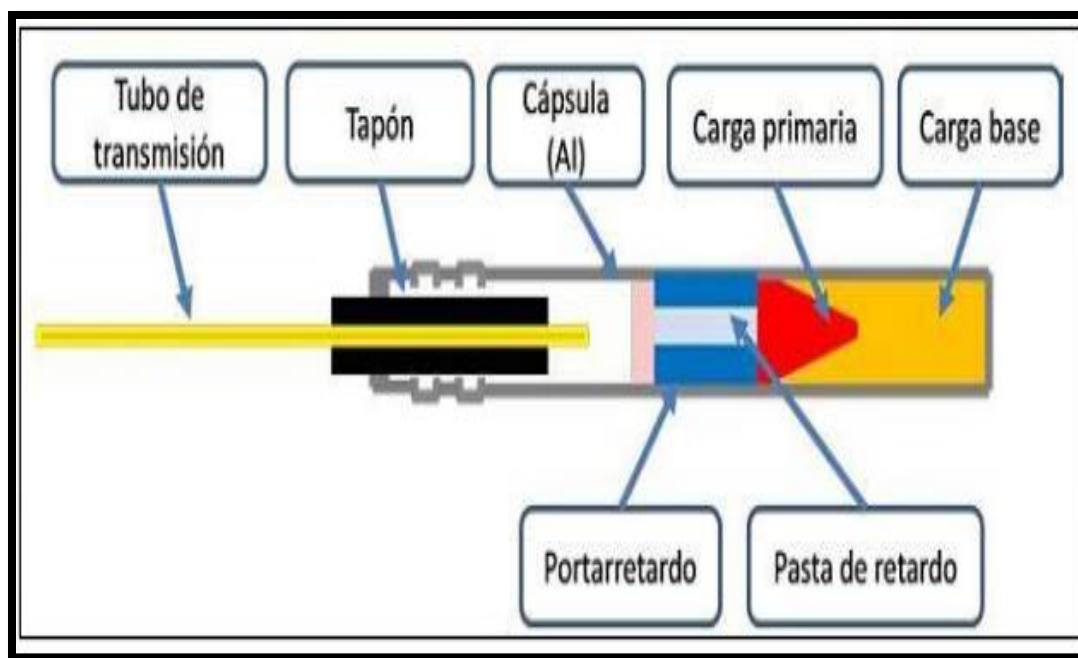 Tubo de
transmisión
Tapón
Cápsula
(Al)
Carga primaria
Carga base
Portarretardo
Pasta de retardo